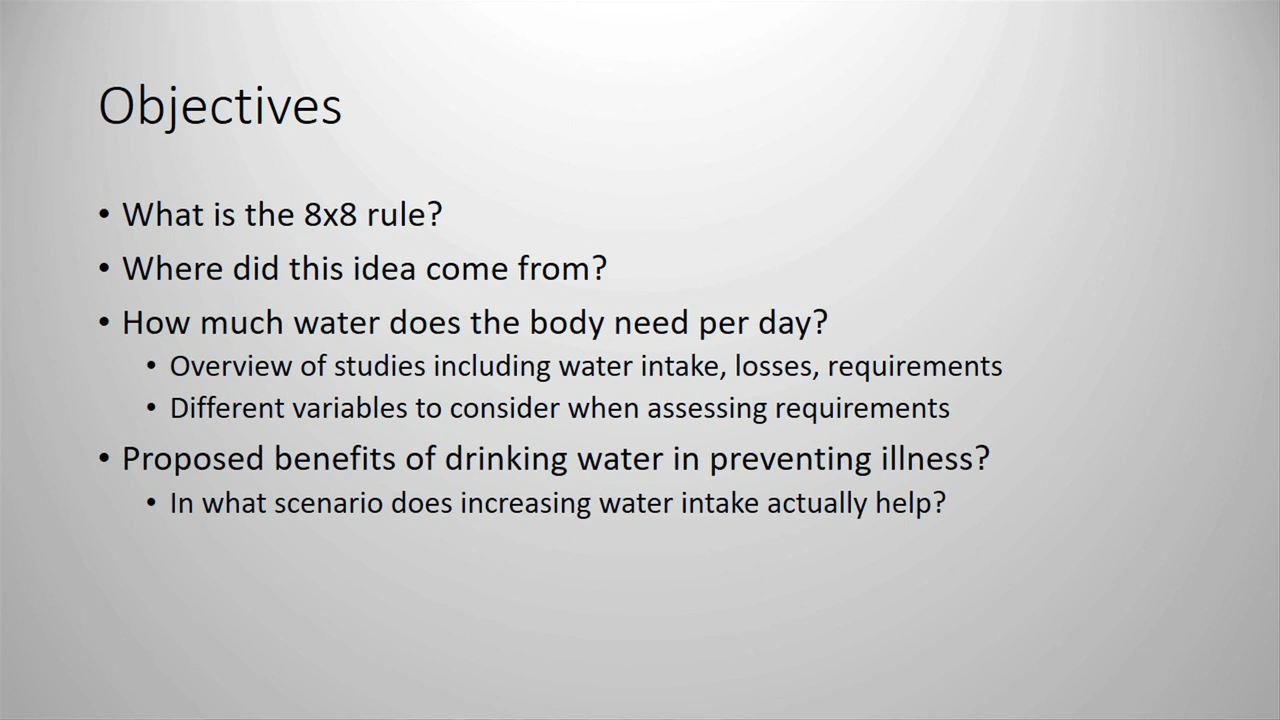 Objectives
• What is the 8x8 rule?
• Where did this idea come from?
• How much water does the body need per day?
• Overview of studies including water intake, losses, requirements
• Different variables to consider when assessing requirements
• Proposed benefits of drinking water in preventing illness?
• In what scenario does increasing water intake actually help?